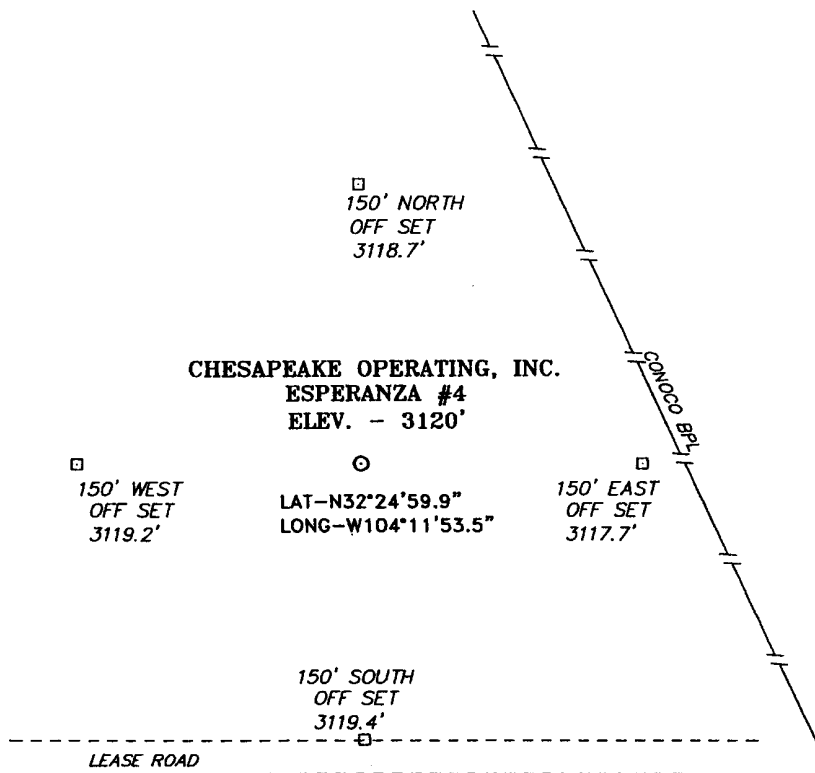 150' NORTH
OFF SET
3118.7'
CHESAPEAKE OPERATING, INC.
ESPERANZA #4
ELEV. - 3120'
CONOCO BPL
150' WEST
OFF SET
3119.2'
LAT-N32°24'59.9"
LONG-W104°11'53.5"
150' EAST
OFF SET
3117.7'
150' SOUTH
OFF SET
3119.4'
LEASE ROAD